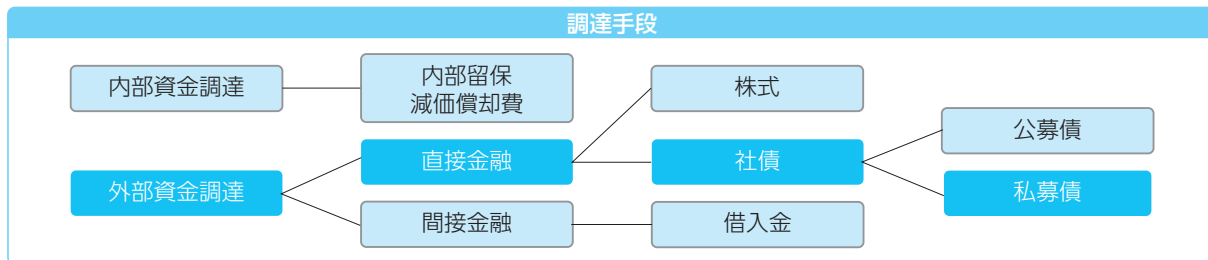 調達手段
内部資金調達
内部留保
減価償却費
株式
公募債
直接金融
社債
外部資金調達
私募債
間接金融
借入金